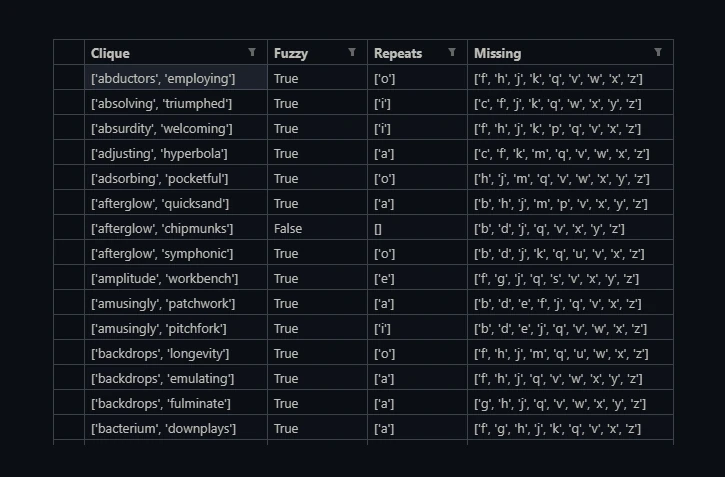 Clique Fuzzy Repeats Missing
['abductors', 'employing'] True ['o'] ['f', 'h', 'j', 'k', 'q', 'v', 'w', 'x', 'z']
['absolving', 'triumphed'] True ['i'] ['c', 'f', 'j', 'k', 'q', 'w', 'x', 'y', 'z']
['absurdity', 'welcoming'] True ['i'] ['f', 'h', 'j', 'k', 'p', 'q', 'v', 'x', 'z']
['adjusting', 'hyperbola'] True ['a'] ['c', 'f', 'k', 'm', 'q', 'v', 'w', 'x', 'z']
['adsorbing', 'pocketful'] True ['o'] ['h', 'j', 'm', 'q', 'v', 'w', 'x', 'y', 'z']
['afterglow', 'quicksand'] True ['a'] ['b', 'h', 'j', 'm', 'p', 'v', 'x', 'y', 'z']
['afterglow', 'chipmunks'] False [] ['b', 'd', 'j', 'q', 'v', 'x', 'y', 'z']
['afterglow', 'symphonic'] True ['o'] ['b', 'd', 'j', 'k', 'q', 'u', 'v', 'x', 'z']
['amplitude', 'workbench'] True ['e'] ['f', 'g', 'j', 'q', 's', 'v', 'x', 'y', 'z']
['amusingly', 'patchwork'] True ['a'] ['b', 'd', 'e', 'f', 'j', 'q', 'v', 'x', 'z']
['amusingly', 'pitchfork'] True ['i'] ['b', 'd', 'e', 'j', 'q', 'v', 'w', 'x', 'z']
['backdrops', 'longevity'] True ['o'] ['f', 'h', 'j', 'm', 'q', 'u', 'w', 'x', 'z']
['backdrops', 'emulating'] True ['a'] ['f', 'h', 'j', 'q', 'v', 'w', 'x', 'y', 'z']
['backdrops', 'fulminate'] True ['a'] ['g', 'h', 'j', 'q', 'v', 'w', 'x', 'y', 'z']
['bacterium', 'downplays'] True ['a'] ['f', 'g', 'h', 'j', 'k', 'q', 'v', 'x', 'z']